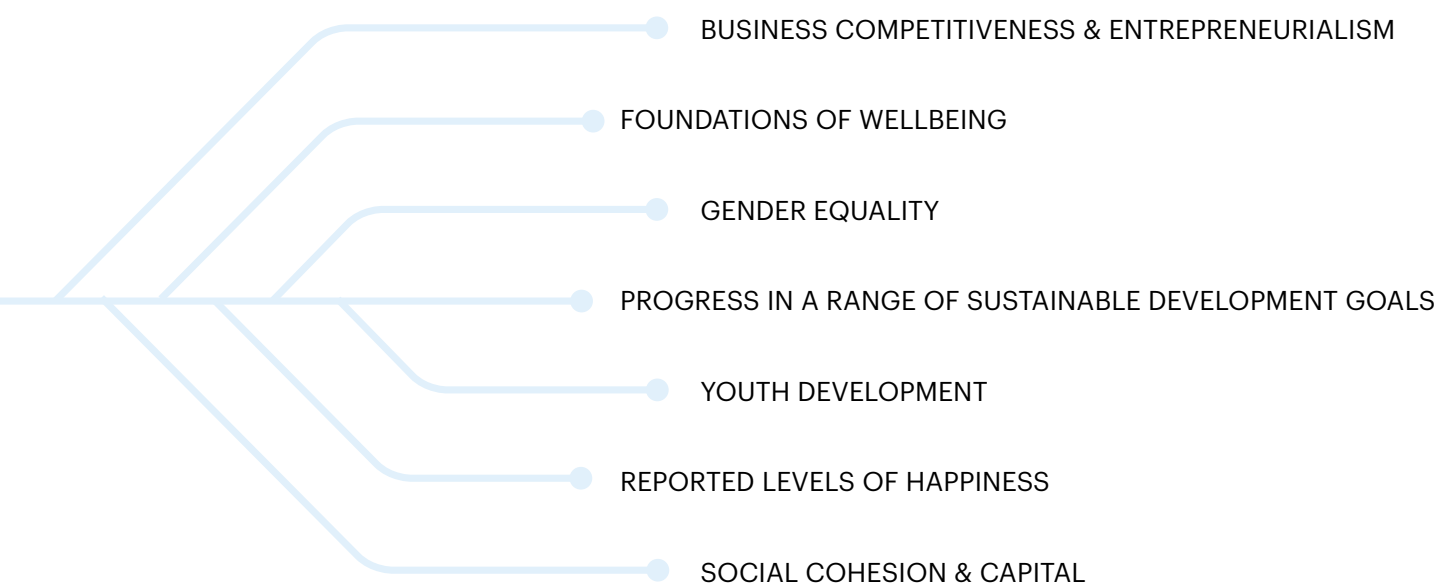 BUSINESS COMPETITIVENESS & ENTREPRENEURIALISM
FOUNDATIONS OF WELLBEING
GENDER EQUALITY
PROGRESS IN A RANGE OF SUSTAINABLE DEVELOPMENT GOALS
YOUTH DEVELOPMENT
REPORTED LEVELS OF HAPPINESS
SOCIAL COHESION & CAPITAL